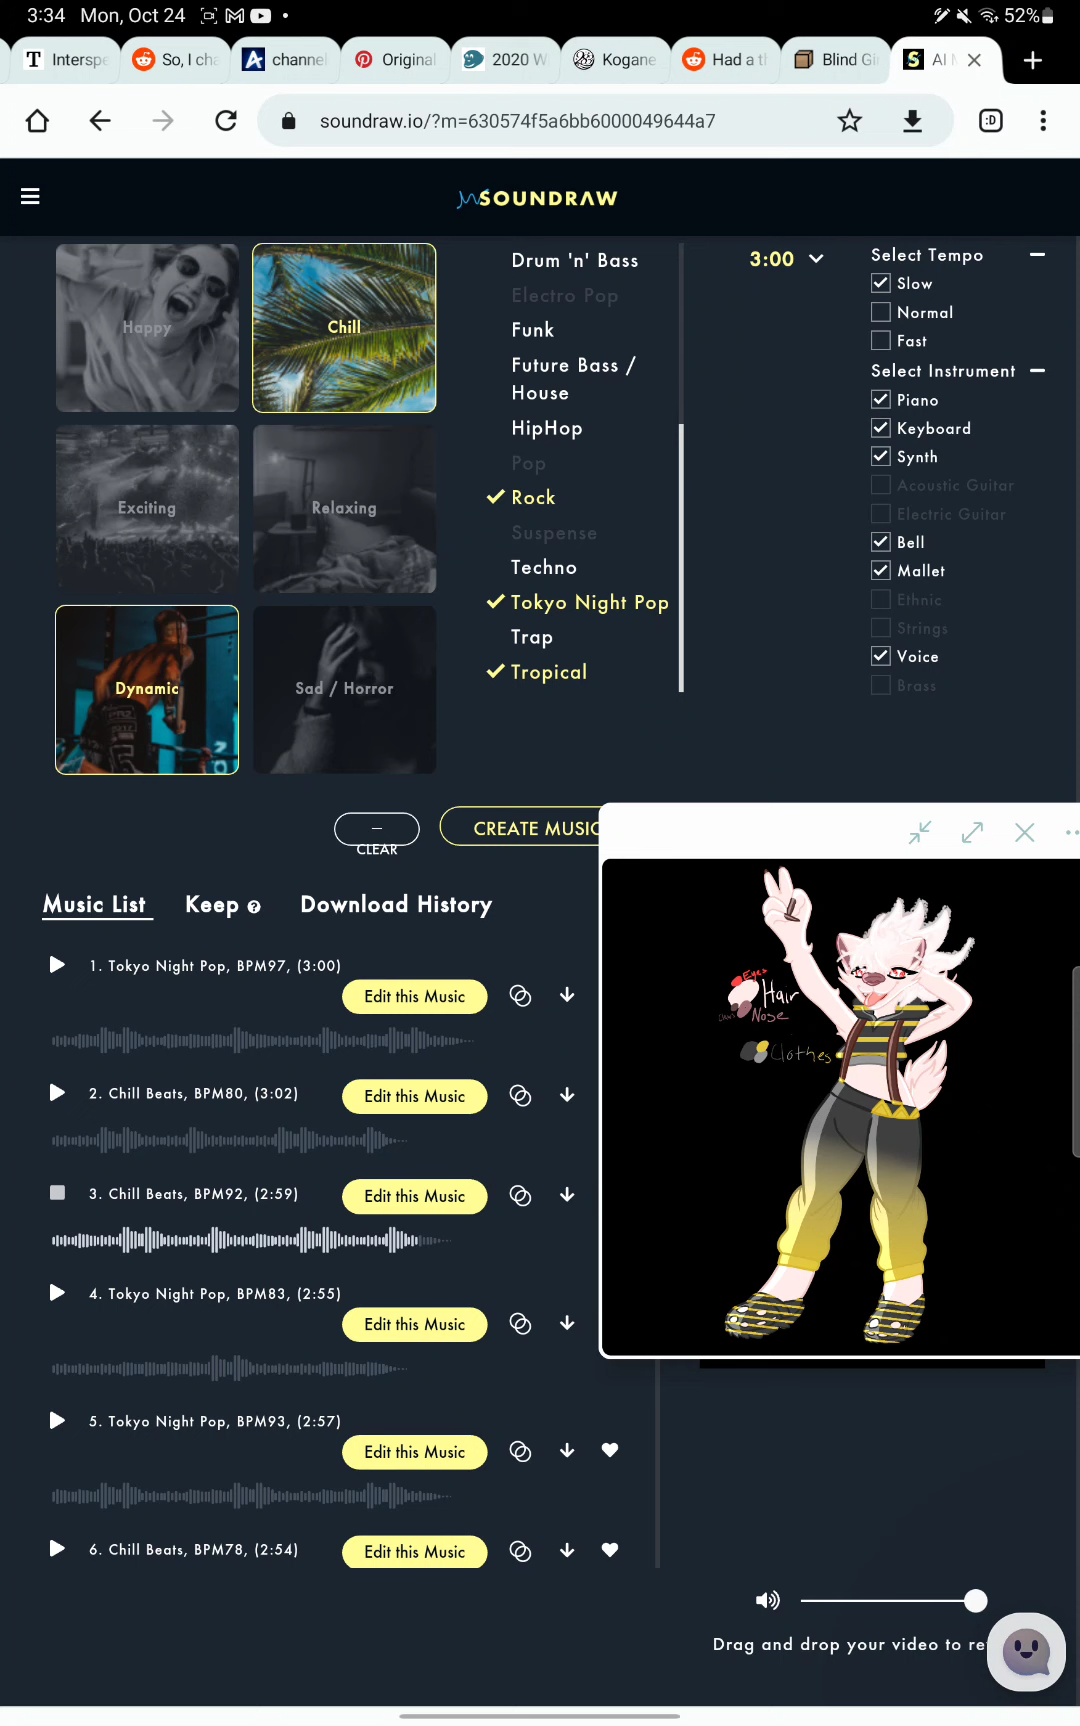 3:34 Mon, Oct 24
52%
T Interspe
So, I cha
channel
Original
2020 W
Kogane
Had a t
Blind Gi
S AI M
soundraw.io/?m=630574f5a6bb6000049644a7
:D
SOUNDRAW
Happy
Chill
Exciting
Relaxing
Dynamic
Sad / Horror
Drum 'n' Bass
Electro Pop
Funk
Future Bass /
House
HipHop
Pop
Rock
Suspense
Techno
Tokyo Night Pop
Trap
Tropical
3:00
Select Tempo
Slow
Normal
Fast
Select Instrument
Piano
Keyboard
Synth
Acoustic Guitar
Electric Guitar
Bell
Mallet
Ethnic
Strings
Voice
Brass
CLEAR
CREATE MUSIC
Music List Keep ? Download History
1. Tokyo Night Pop, BPM97, (3:00)
Edit this Music
2. Chill Beats, BPM80, (3:02)
Edit this Music
3. Chill Beats, BPM92, (2:59)
Edit this Music
4. Tokyo Night Pop, BPM83, (2:55)
Edit this Music
5. Tokyo Night Pop, BPM93, (2:57)
Edit this Music
6. Chill Beats, BPM78, (2:54)
Edit this Music
Eyes
Hair
Nose
Clothes
Drag and drop your video to re